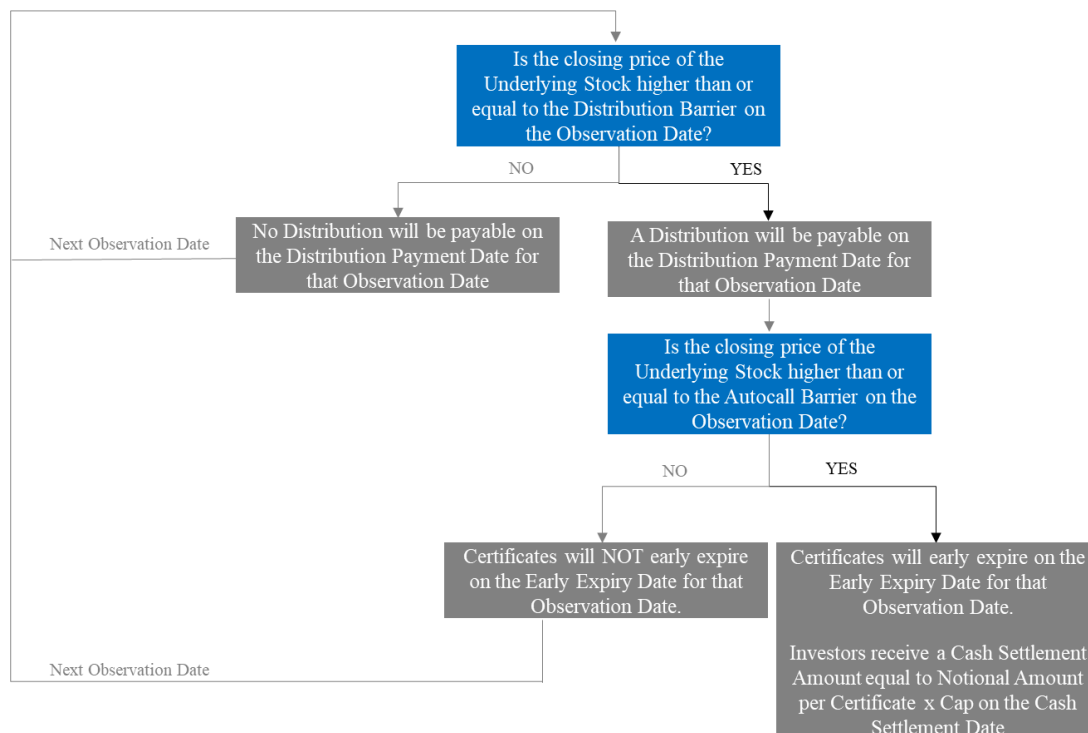 Is the closing price of the
Underlying Stock higher than or
equal to the Distribution Barrier on
the Observation Date?
NO
YES
Next Observation Date
No Distribution will be payable on
the Distribution Payment Date for
that Observation Date
A Distribution will be payable on
the Distribution Payment Date for
that Observation Date
Is the closing price of the
Underlying Stock higher than or
equal to the Autocall Barrier on the
Observation Date?
NO
YES
Certificates will NOT early expire
on the Early Expiry Date for that
Observation Date.
Certificates will early expire on the
Early Expiry Date for that
Observation Date.
Investors receive a Cash Settlement
Amount equal to Notional Amount
per Certificate x Cap on the Cash
Settlement Date
Next Observation Date